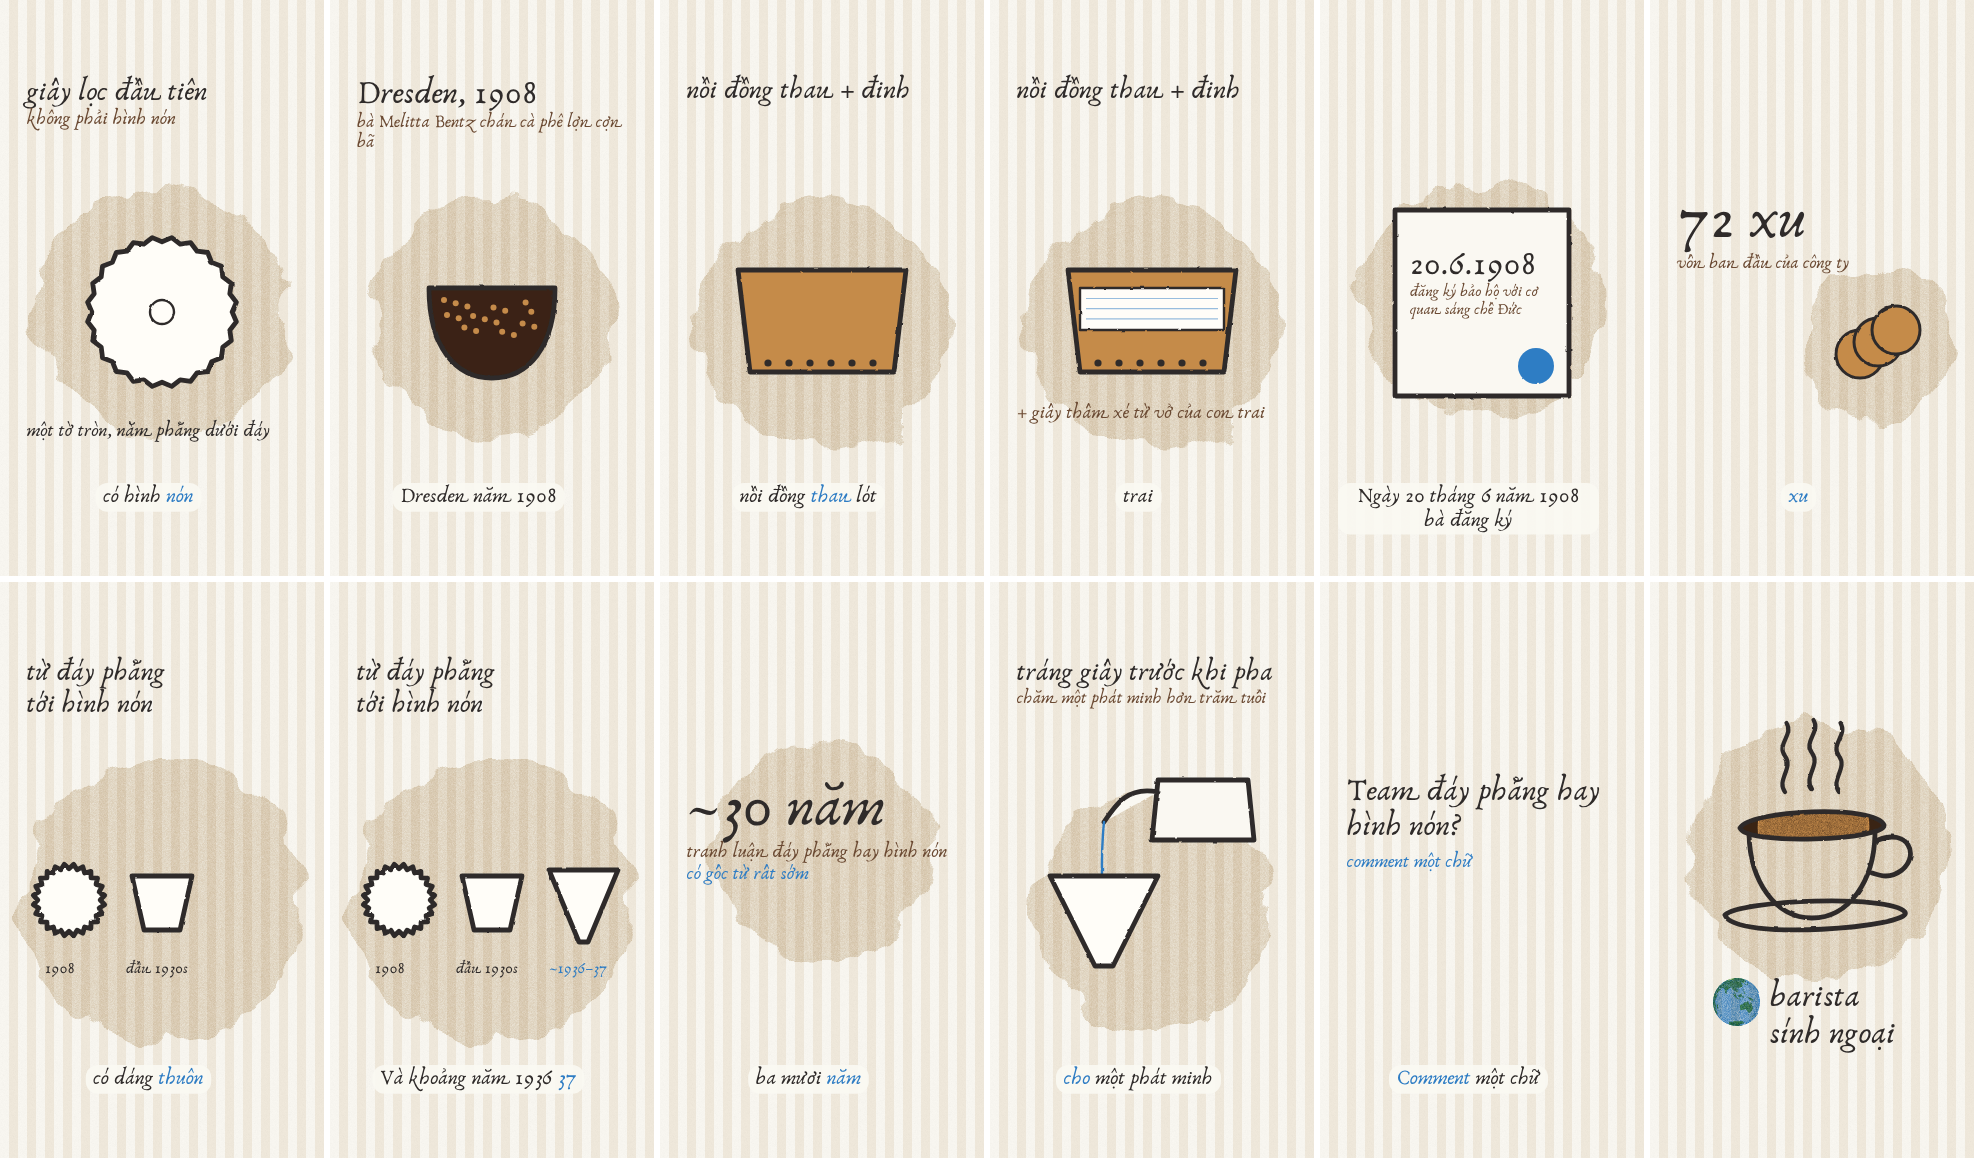 giấy lọc đầu tiên
không phải hình nón
một tờ tròn, nằm phẳng dưới đáy
có hình nón
Dresden, 1908
bà Melitta Bentz chán cà phê lợn cợn
bã
Dresden năm 1908
nồi đồng thau + đinh
nồi đồng thau lót
nồi đồng thau + đinh
+ giấy thấm xé từ vở của con trai
trai
20.6.1908
đăng ký bảo hộ với cơ
quan sáng chế Đức
Ngày 20 tháng 6 năm 1908
bà đăng ký
72 xu
vốn ban đầu của công ty
xu
từ đáy phẳng
tới hình nón
1908
đầu 1930s
có dáng thuôn
từ đáy phẳng
tới hình nón
1908
đầu 1930s
~1936–37
Và khoảng năm 1936 37
~30 năm
tranh luận đáy phẳng hay hình nón
có gốc từ rất sớm
ba mươi năm
tráng giấy trước khi pha
chăm một phát minh hơn trăm tuổi
cho một phát minh
Team đáy phẳng hay
hình nón?
comment một chữ
Comment một chữ
barista
sính ngoại